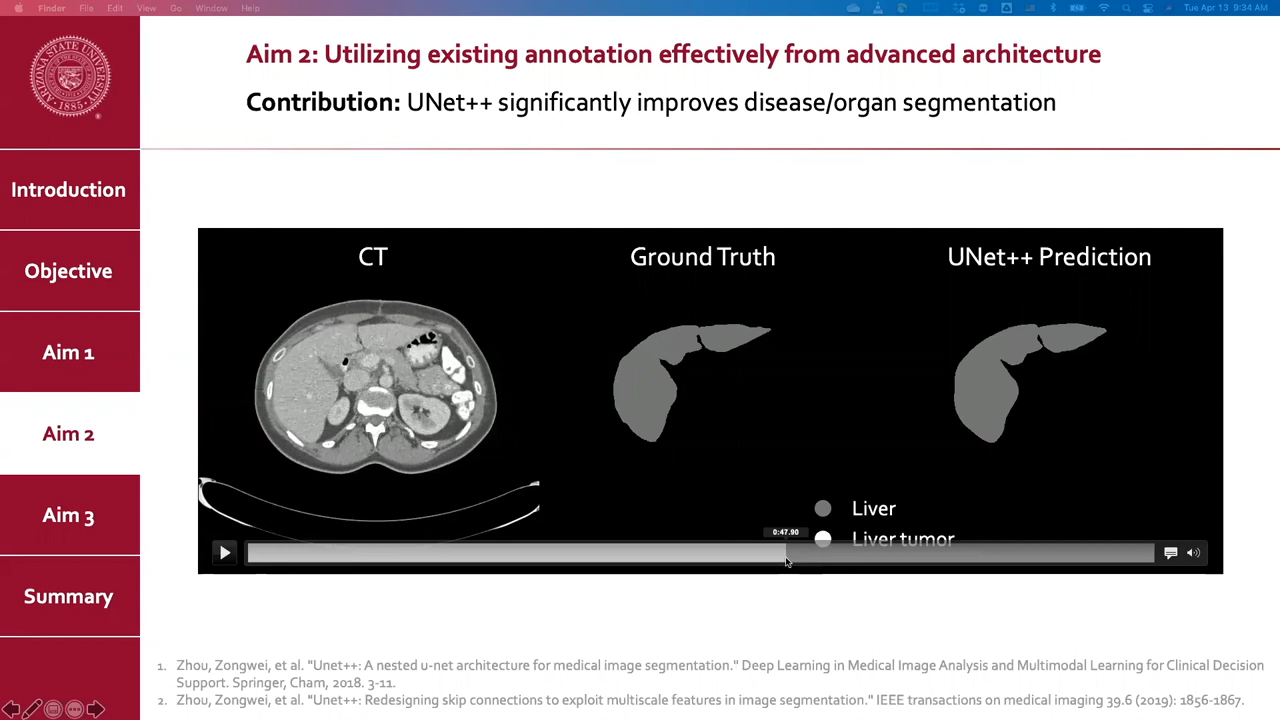 Finder File Edit View Go Window Help
Tue Apr 13 9:34 AM
ARIZONA STATE UNIVERSITY
1885
Aim 2: Utilizing existing annotation effectively from advanced architecture
Contribution: UNet++ significantly improves disease/organ segmentation
Introduction
Objective
Aim 1
Aim 2
Aim 3
Summary
CT
Ground Truth
UNet++ Prediction
Liver
0:47.90
Liver tumor
1. Zhou, Zongwei, et al. "Unet++: A nested u-net architecture for medical image segmentation." Deep Learning in Medical Image Analysis and Multimodal Learning for Clinical Decision
Support. Springer, Cham, 2018. 3-11.
2. Zhou, Zongwei, et al. "Unet++: Redesigning skip connections to exploit multiscale features in image segmentation." IEEE transactions on medical imaging 39.6 (2019): 1856-1867.